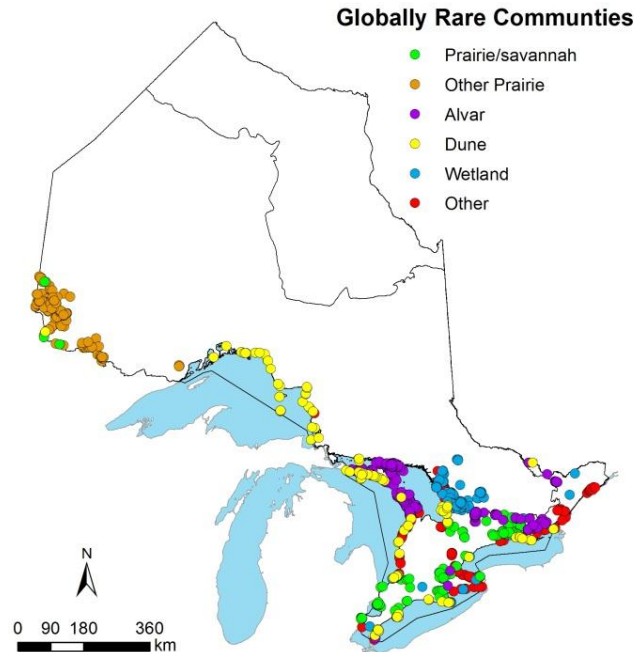 Globally Rare Communties
Prairie/savannah
Other Prairie
Alvar
Dune
Wetland
Other
N
0 90 180 360
km